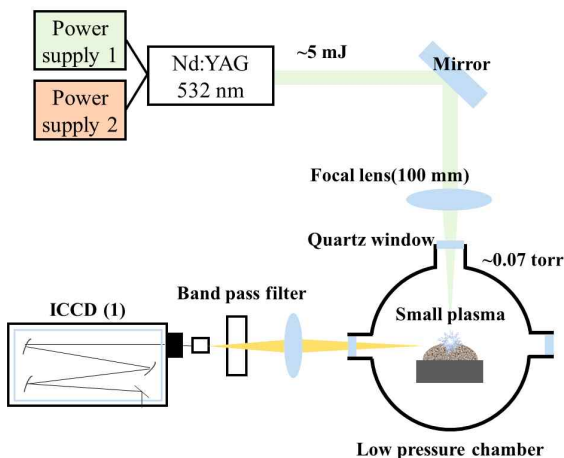 Power
supply 1
Power
supply 2
Nd:YAG
532 nm
~5 mJ
Mirror
Focal lens(100 mm)
Quartz window
~0.07 torr
ICCD (1)
Band pass filter
Small plasma
Low pressure chamber